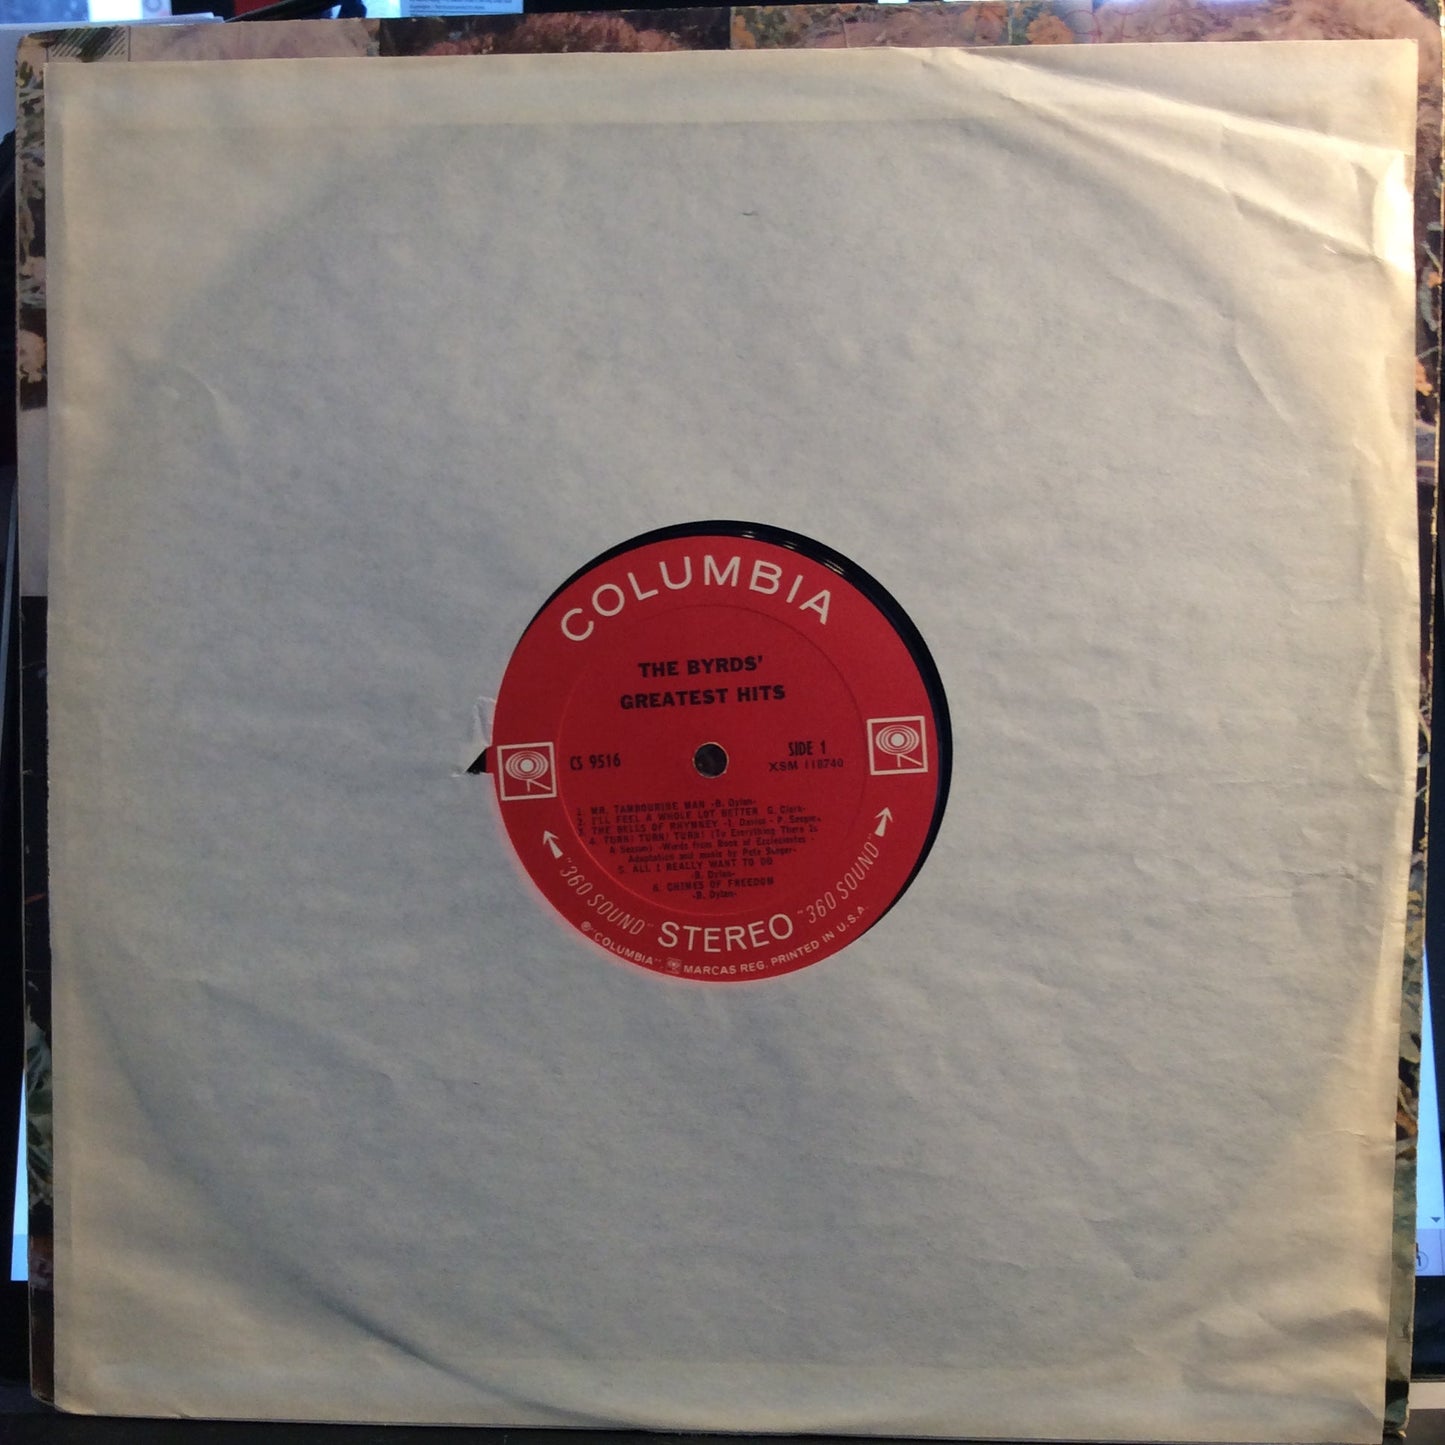 COLUMBIA
THE BYRDS'
GREATEST HITS
CS 9516
SIDE 1
XSM 118740
1. MR. TAMBOURINE MAN -B. Dylan-
2. I'LL FEEL A WHOLE LOT BETTER G. Clark-
3. THE BELLS OF RHYMNEY -I. Davies - P. Seeger-
4. TURN! TURN! TURN! (To Everything There Is
A Season) -Words from Book of Ecclesiastes -
Adaptation and music by Pete Seeger-
5. ALL I REALLY WANT TO DO
-B. Dylan-
6. CHIMES OF FREEDOM
-B. Dylan-
"360 SOUND" STEREO "360 SOUND"
® "COLUMBIA", MARCAS REG. PRINTED IN U.S.A.